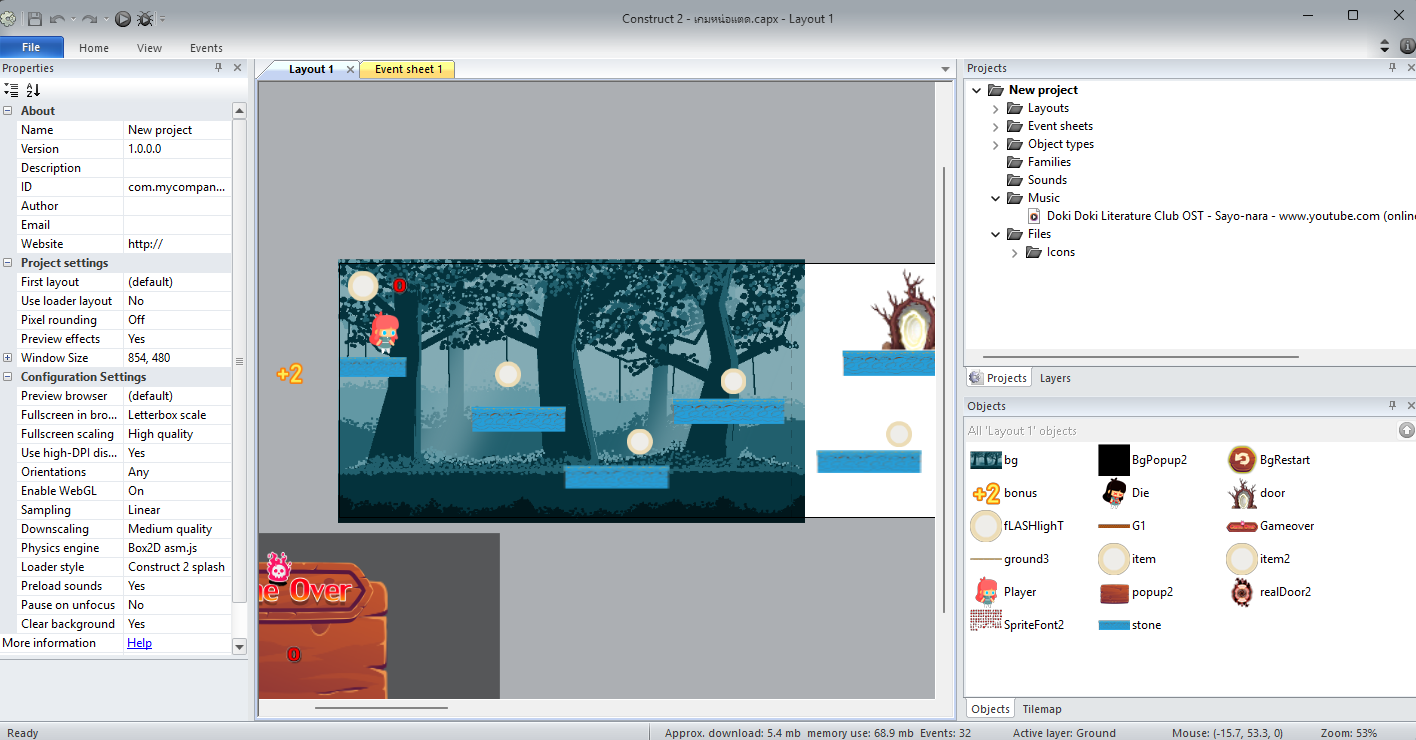 Construct 2 - เกมหน่อแตด.capx - Layout 1
File Home View Events
Properties
About
Name New project
Version 1.0.0.0
Description
ID com.mycompan...
Author
Email
Website http://
Project settings
First layout (default)
Use loader layout No
Pixel rounding Off
Preview effects Yes
Window Size 854, 480
Configuration Settings
Preview browser (default)
Fullscreen in bro... Letterbox scale
Fullscreen scaling High quality
Use high-DPI dis... Yes
Orientations Any
Enable WebGL On
Sampling Linear
Downscaling Medium quality
Physics engine Box2D asm.js
Loader style Construct 2 splash
Preload sounds Yes
Pause on unfocus No
Clear background Yes
More information Help
Layout 1 Event sheet 1
0
+2
me Over
0
Projects
New project
Layouts
Event sheets
Object types
Families
Sounds
Music
Doki Doki Literature Club OST - Sayo-nara - www.youtube.com (online
Files
Icons
Projects Layers
Objects
All 'Layout 1' objects
bg BgPopup2 BgRestart
+2 bonus Die door
fLASHlighT G1 Gameover
ground3 item item2
Player popup2 realDoor2
SpriteFont2 stone
Objects Tilemap
Ready Approx. download: 5.4 mb memory use: 68.9 mb Events: 32 Active layer: Ground Mouse: (-15.7, 53.3, 0) Zoom: 53%